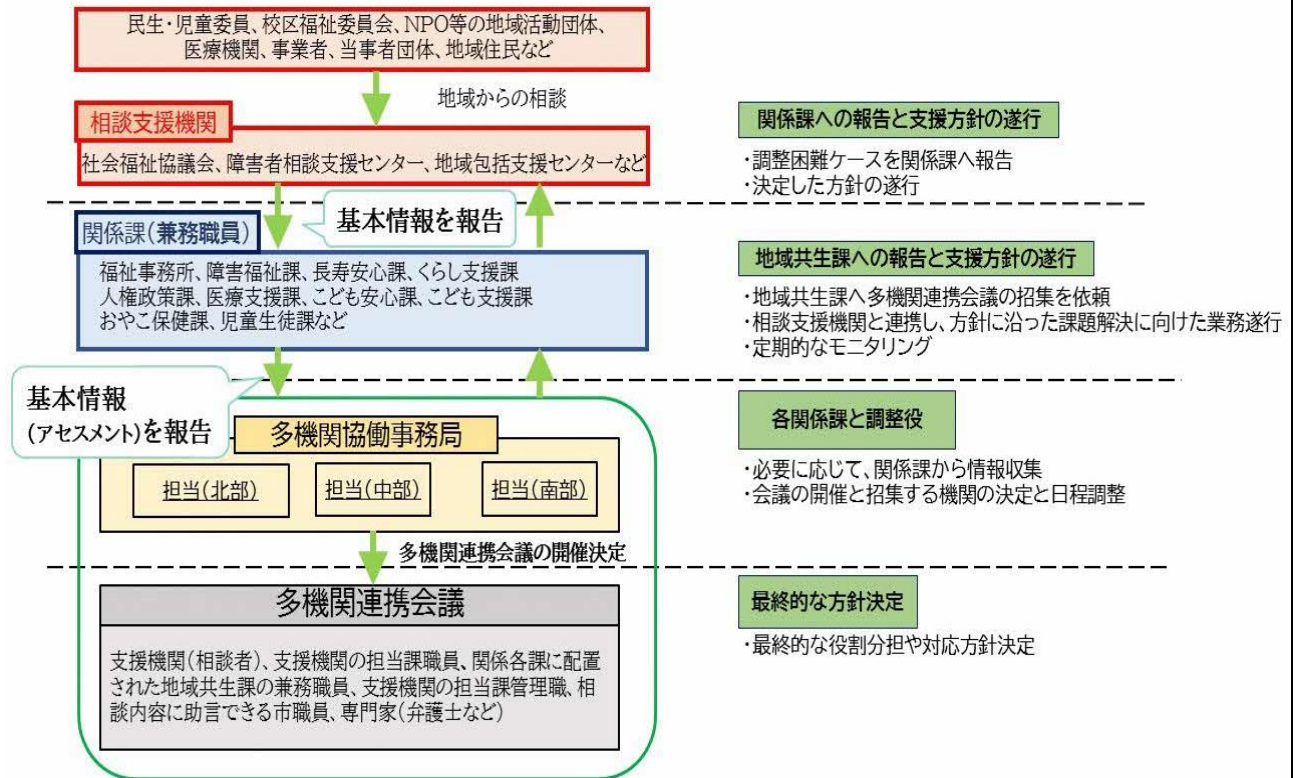 民生・児童委員、校区福祉委員会、NPO等の地域活動団体、
医療機関、事業者、当事者団体、地域住民など
地域からの相談
相談支援機関
社会福祉協議会、障害者相談支援センター、地域包括支援センターなど
関係課への報告と支援方針の遂行
・調整困難ケースを関係課へ報告
・決定した方針の遂行
基本情報を報告
関係課(兼務職員)
福祉事務所、障害福祉課、長寿安心課、くらし支援課
人権政策課、医療支援課、こども安心課、こども支援課
おやこ保健課、児童生徒課など
地域共生課への報告と支援方針の遂行
・地域共生課へ多機関連携会議の招集を依頼
・相談支援機関と連携し、方針に沿った課題解決に向けた業務遂行
・定期的なモニタリング
基本情報
(アセスメント)を報告
多機関協働事務局
担当(北部)
担当(中部)
担当(南部)
各関係課と調整役
・必要に応じて、関係課から情報収集
・会議の開催と招集する機関の決定と日程調整
多機関連携会議の開催決定
多機関連携会議
支援機関(相談者)、支援機関の担当課職員、関係各課に配置
された地域共生課の兼務職員、支援機関の担当課管理職、相
談内容に助言できる市職員、専門家(弁護士など)
最終的な方針決定
・最終的な役割分担や対応方針決定